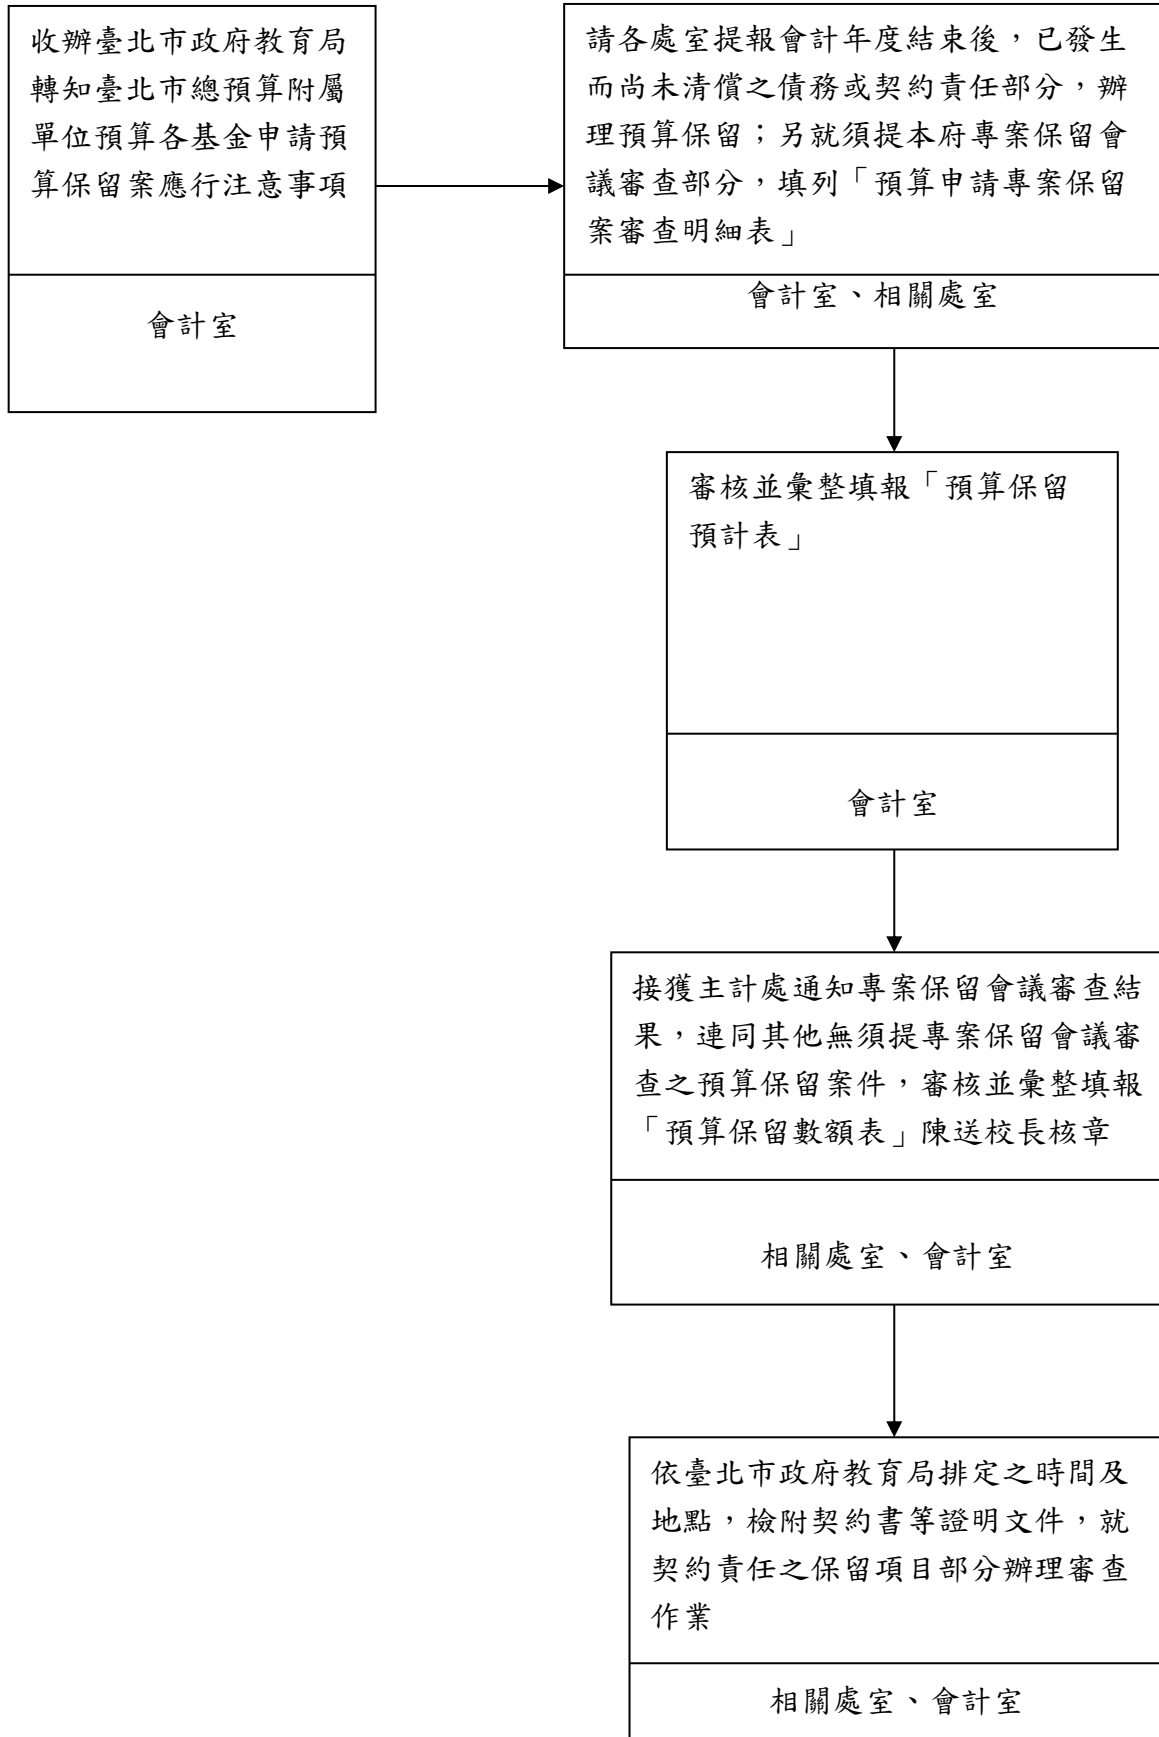 收辦臺北市政府教育局
轉知臺北市總預算附屬
單位預算各基金申請預
算保留案應行注意事項
會計室
請各處室提報會計年度結束後，已發生
而尚未清償之債務或契約責任部分，辦
理預算保留；另就須提本府專案保留會
議審查部分，填列「預算申請專案保留
案審查明細表」
會計室、相關處室
審核並彙整填報「預算保留
預計表」
會計室
接獲主計處通知專案保留會議審查結
果，連同其他無須提專案保留會議審
查之預算保留案件，審核並彙整填報
「預算保留數額表」陳送校長核章
相關處室、會計室
依臺北市政府教育局排定之時間及
地點，檢附契約書等證明文件，就
契約責任之保留項目部分辦理審查
作業
相關處室、會計室